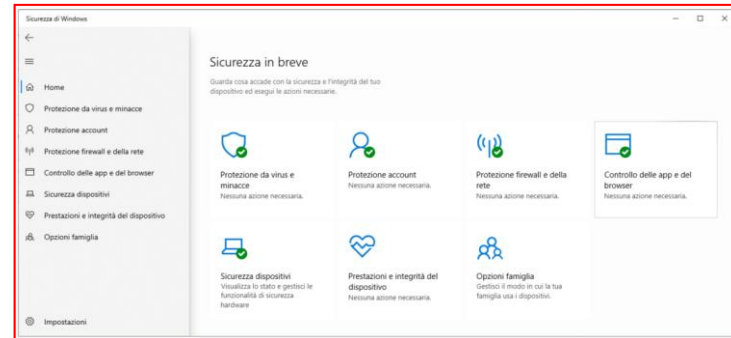 Sicurezza di Windows
Home
Protezione da virus e minacce
Protezione account
Protezione firewall e della rete
Controllo delle app e del browser
Sicurezza dispositivi
Prestazioni e integrità del dispositivo
Opzioni famiglia
Impostazioni
Sicurezza in breve
Guarda cosa accade con la sicurezza e l'integrità del tuo
dispositivo ed esegui le azioni necessarie.
Protezione da virus e
minacce
Nessuna azione necessaria.
Protezione account
Nessuna azione necessaria.
Protezione firewall e della
rete
Nessuna azione necessaria.
Controllo delle app e del
browser
Nessuna azione necessaria.
Sicurezza dispositivi
Visualizza lo stato e gestisci le
funzionalità di sicurezza
hardware
Prestazioni e integrità del
dispositivo
Nessuna azione necessaria.
Opzioni famiglia
Gestisci il modo in cui la tua
famiglia usa i dispositivi.